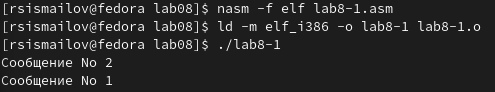 [rsismailov@fedora lab08]$ nasm -f elf lab8-1.asm
[rsismailov@fedora lab08]$ ld -m elf_i386 -o lab8-1 lab8-1.o
[rsismailov@fedora lab08]$ ./lab8-1
Сообщение No 2
Сообщение No 1